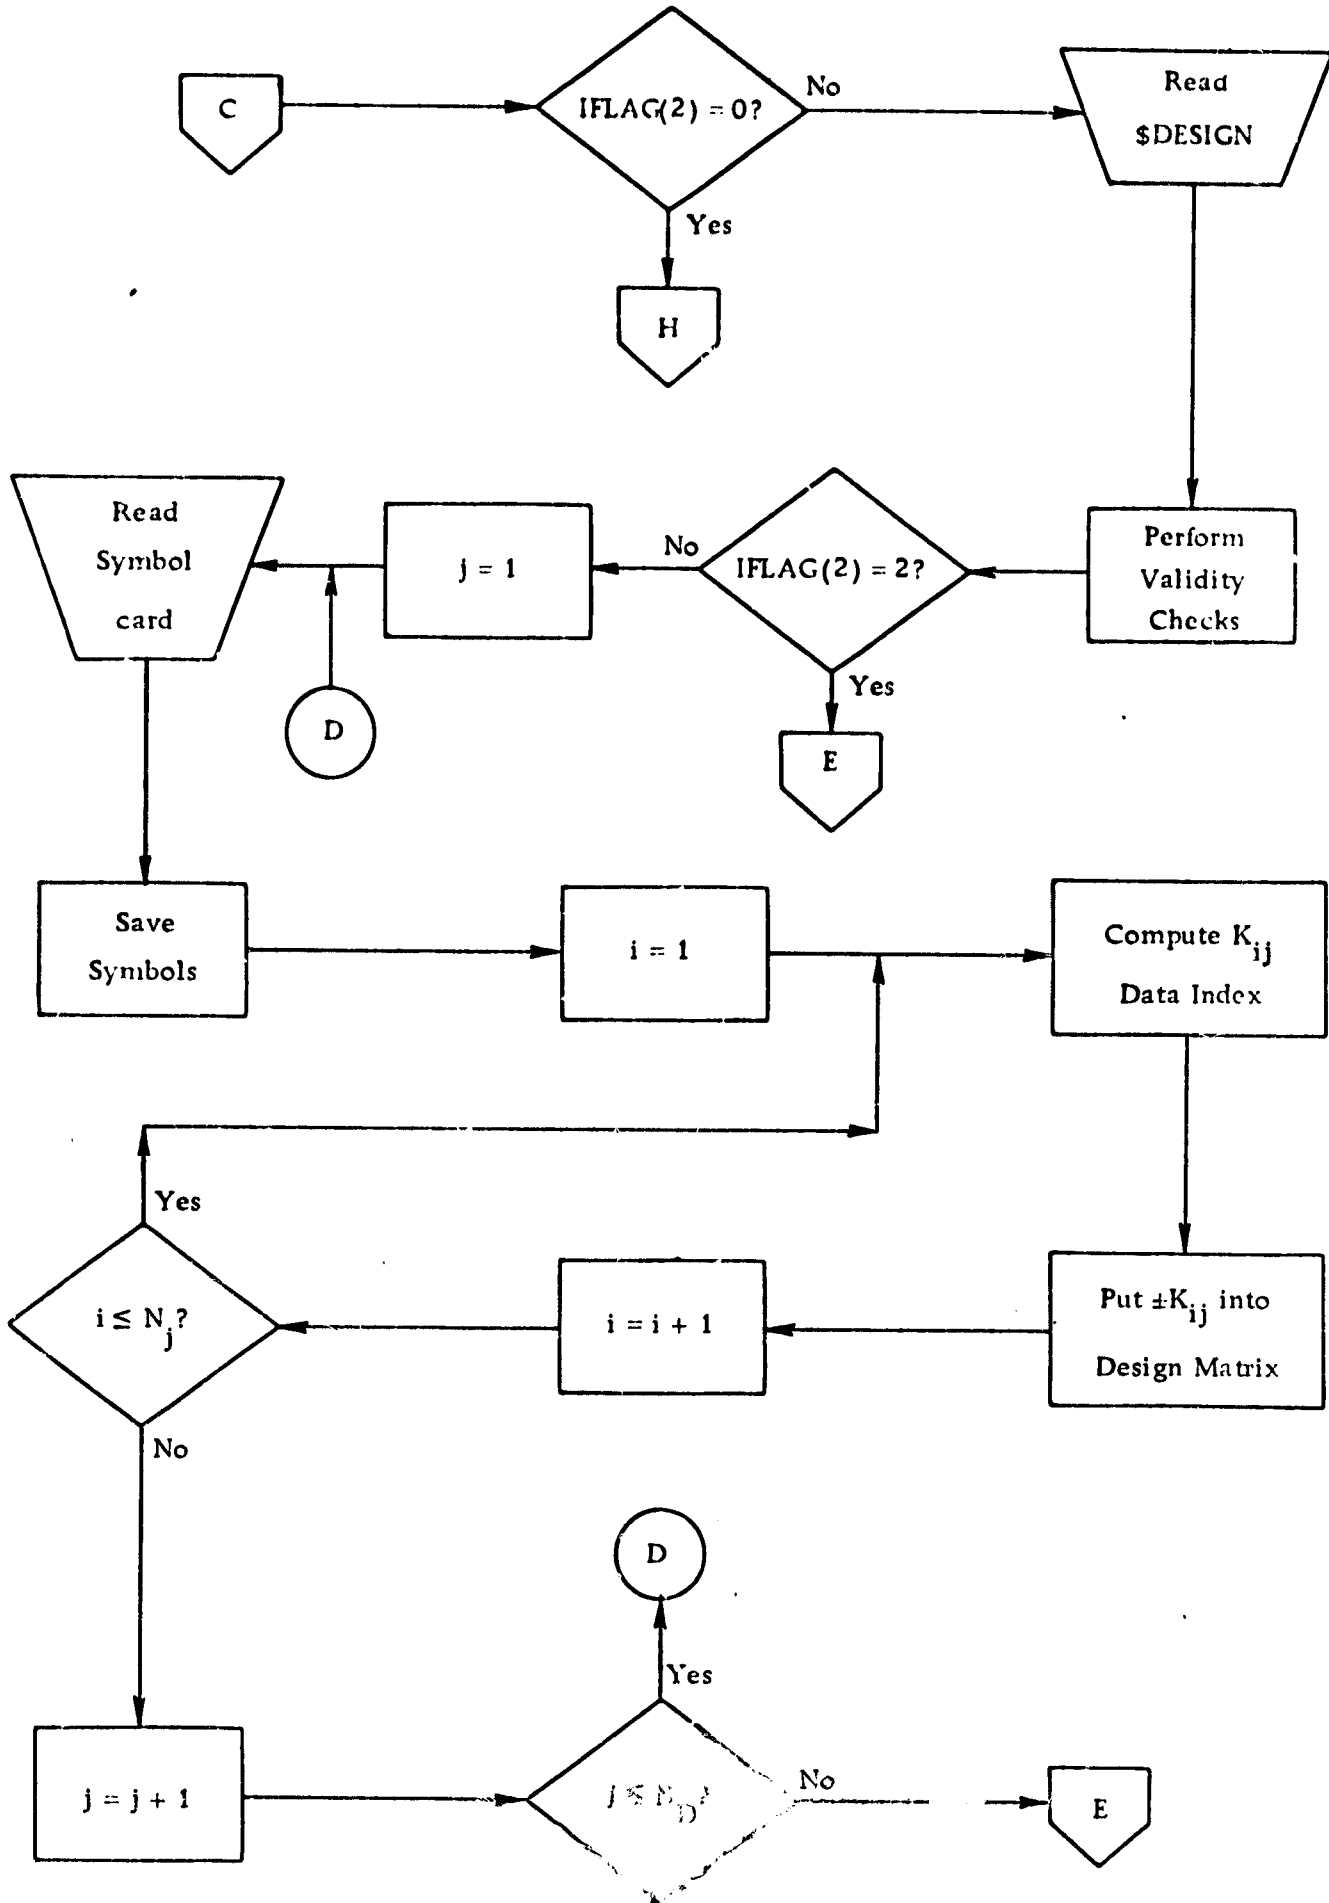 C
IFLAG(2) = 0?
No
Read
$DESIGN
Yes
H
Read
Symbol
card
j = 1
No
IFLAG(2) = 2?
Perform
Validity
Checks
D
Yes
E
Save
Symbols
i = 1
Compute K_ij
Data Index
Yes
i ≤ N_j?
i = i + 1
Put ±K_ij into
Design Matrix
No
D
Yes
j = j + 1
j ≤ N_D?
No
E